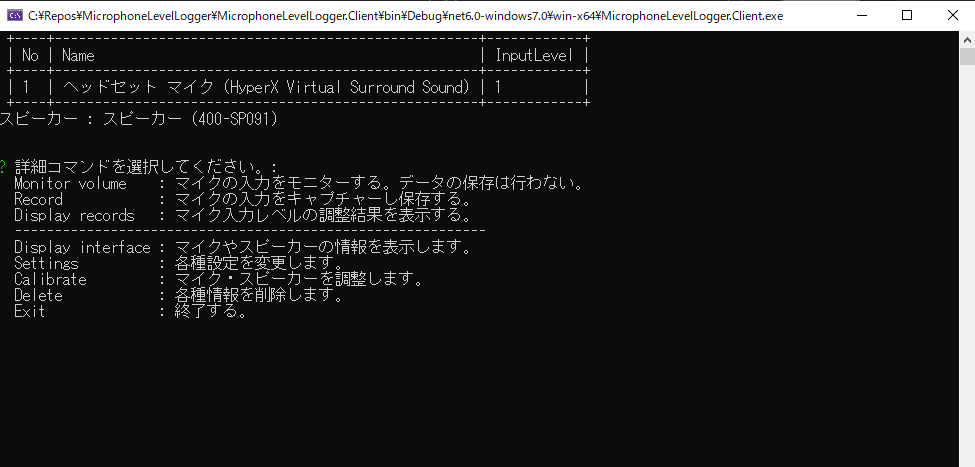 C:¥Repos¥MicrophoneLevelLogger¥MicrophoneLevelLogger.Client¥bin¥Debug¥net6.0-windows7.0¥win-x64¥MicrophoneLevelLogger.Client.exe
+----+-----------------------------------------------------+------------+
| No | Name | InputLevel |
+----+-----------------------------------------------------+------------+
| 1 | ヘッドセット マイク (HyperX Virtual Surround Sound) | 1 |
+----+-----------------------------------------------------+------------+
スピーカー : スピーカー (400-SP091)
? 詳細コマンドを選択してください。:
Monitor volume : マイクの入力をモニターする。データの保存は行わない。
Record : マイクの入力をキャプチャーし保存する。
Display records : マイク入力レベルの調整結果を表示する。
-----------------------------------------------------------
Display interface : マイクやスピーカーの情報を表示します。
Settings : 各種設定を変更します。
Calibrate : マイク・スピーカーを調整します。
Delete : 各種情報を削除します。
Exit : 終了する。